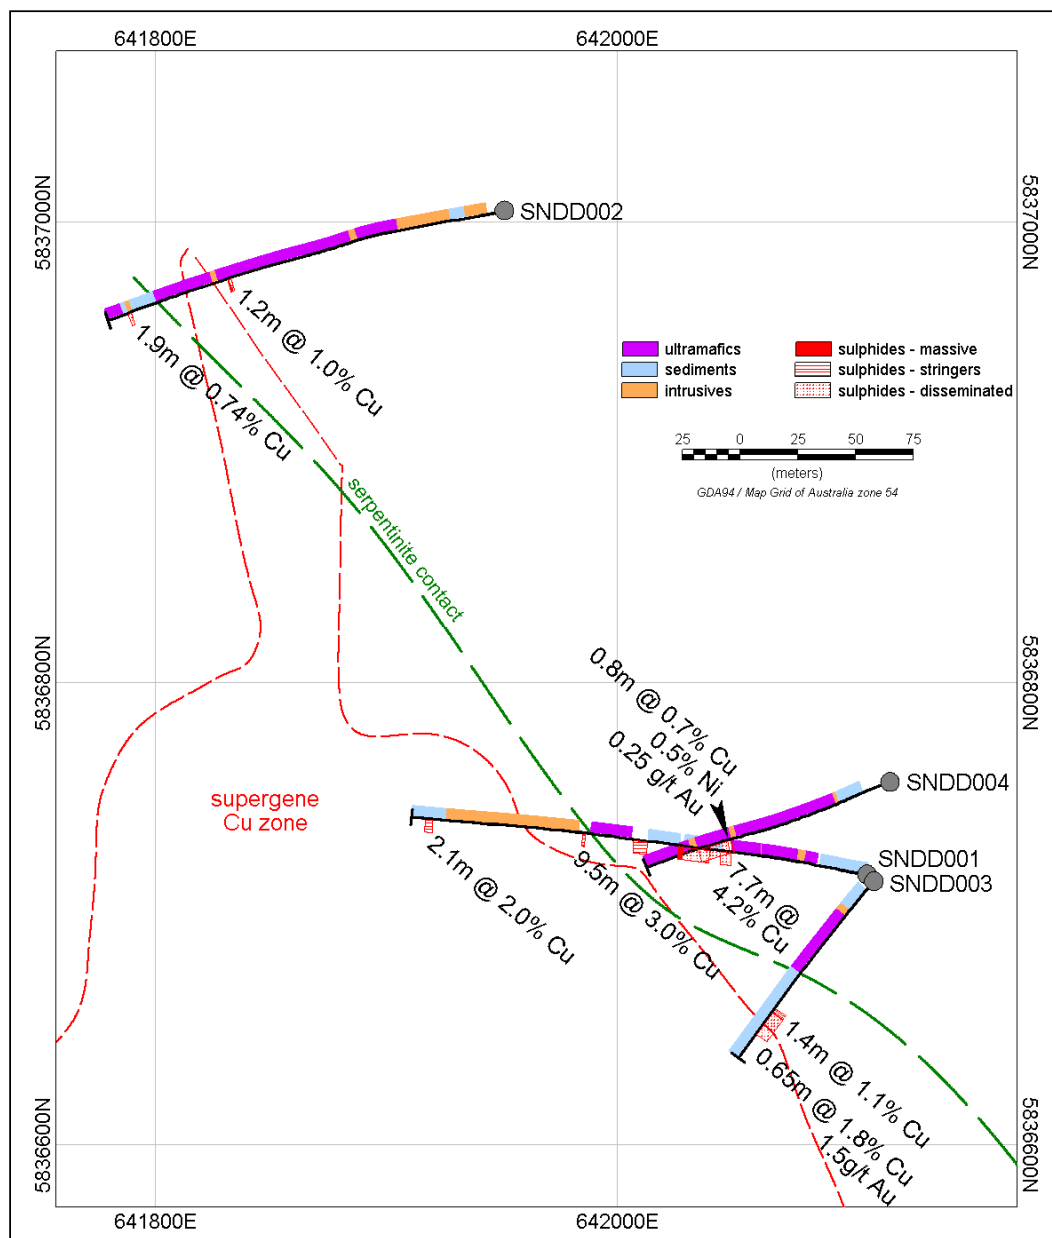 641800E
642000E
5837000N
5837000N
SNDD002
1.2m @ 1.0% Cu
1.9m @ 0.74% Cu
ultramafics
sediments
intrusives
sulphides - massive
sulphides - stringers
sulphides - disseminated
25 0 25 50 75
(meters)
GDA94 / Map Grid of Australia zone 54
serpentinite contact
5836800N
5836800N
0.8m @ 0.7% Cu
0.5% Ni
0.25 g/t Au
supergene
Cu zone
SNDD004
SNDD001
SNDD003
2.1m @ 2.0% Cu
9.5m @ 3.0% Cu
7.7m @
4.2% Cu
1.4m @ 1.1% Cu
0.65m @ 1.8% Cu
1.5g/t Au
5836600N
5836600N
641800E
642000E